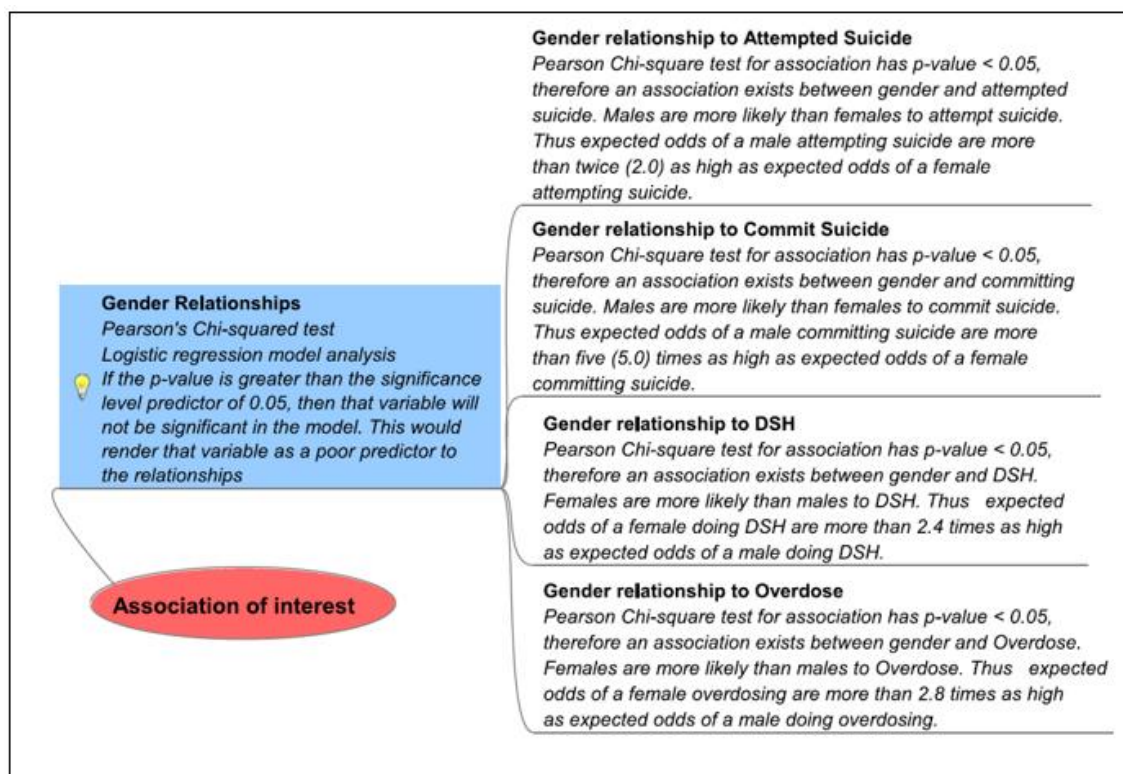 Gender relationship to Attempted Suicide
Pearson Chi-square test for association has p-value < 0.05,
therefore an association exists between gender and attempted
suicide. Males are more likely than females to attempt suicide.
Thus expected odds of a male attempting suicide are more
than twice (2.0) as high as expected odds of a female
attempting suicide.
Gender relationship to Commit Suicide
Pearson Chi-square test for association has p-value < 0.05,
therefore an association exists between gender and committing
suicide. Males are more likely than females to commit suicide.
Thus expected odds of a male committing suicide are more
than five (5.0) times as high as expected odds of a female
committing suicide.
Gender Relationships
Pearson's Chi-squared test
Logistic regression model analysis
If the p-value is greater than the significance
level predictor of 0.05, then that variable will
not be significant in the model. This would
render that variable as a poor predictor to
the relationships
Gender relationship to DSH
Pearson Chi-square test for association has p-value < 0.05,
therefore an association exists between gender and DSH.
Females are more likely than males to DSH. Thus expected
odds of a female doing DSH are more than 2.4 times as high
as expected odds of a male doing DSH.
Association of interest
Gender relationship to Overdose
Pearson Chi-square test for association has p-value < 0.05,
therefore an association exists between gender and Overdose.
Females are more likely than males to Overdose. Thus expected
odds of a female overdosing are more than 2.8 times as high
as expected odds of a male doing overdosing.